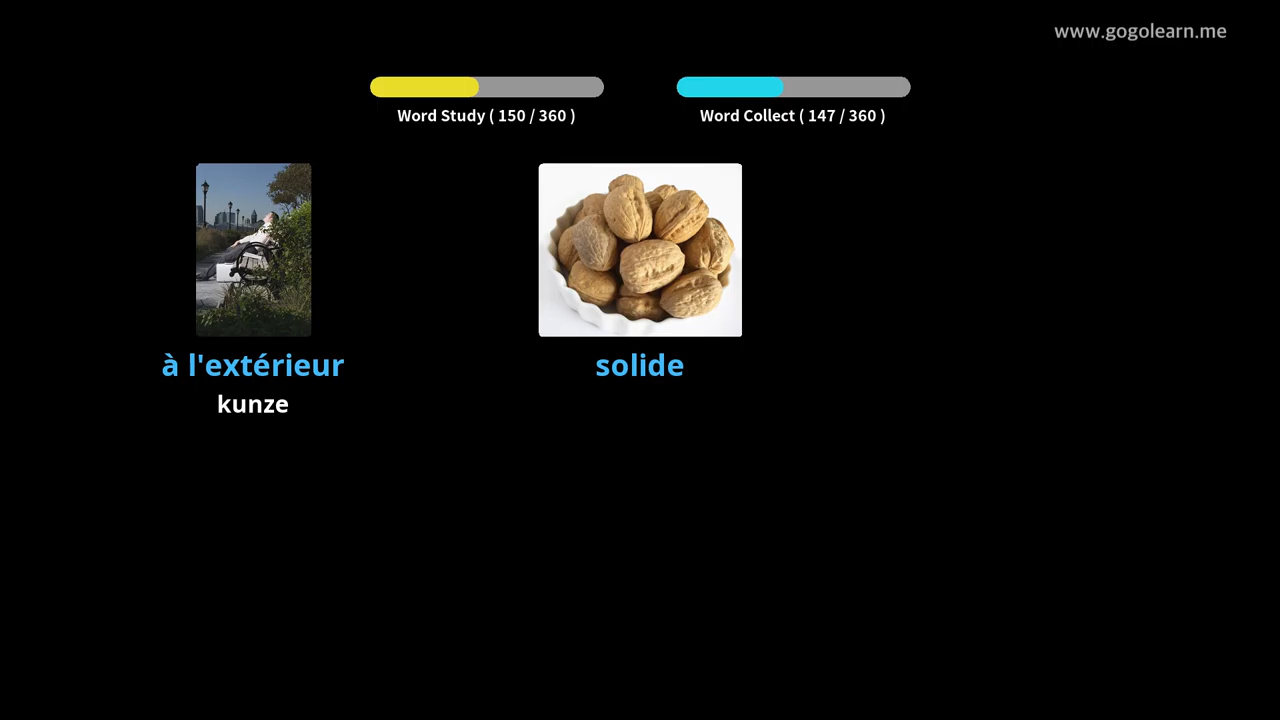 www.gogolearn.me
Word Study ( 150 / 360 )
Word Collect ( 147 / 360 )
à l'extérieur
kunze
solide